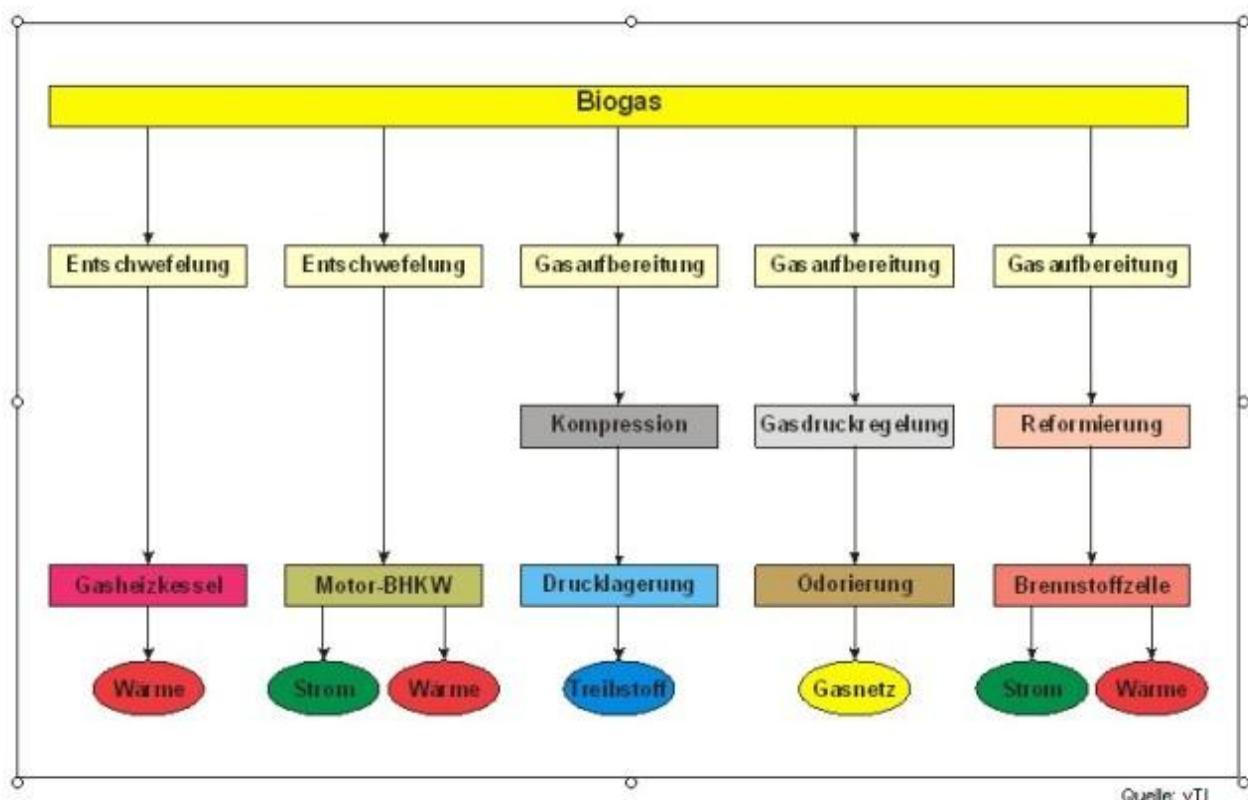 Biogas
Entschwefelung
Entschwefelung
Gasaufbereitung
Gasaufbereitung
Gasaufbereitung
Kompression
Gasdruckregelung
Reformierung
Gasheizkessel
Motor-BHKW
Drucklagerung
Odorierung
Brennstoffzelle
Wärme
Strom
Wärme
Treibstoff
Gasnetz
Strom
Wärme
Quelle: vTI